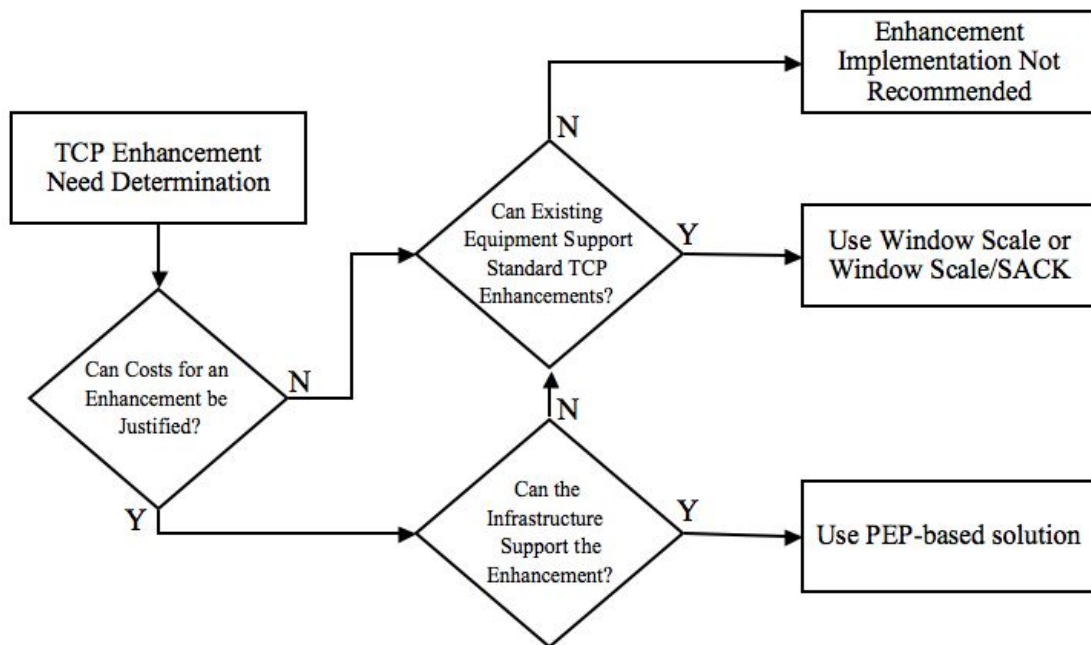 Enhancement
Implementation Not
Recommended
N
TCP Enhancement
Need Determination
Can Existing
Equipment Support
Standard TCP
Enhancements?
Y
Use Window Scale or
Window Scale/SACK
Can Costs for an
Enhancement be
Justified?
N
N
Y
Can the
Infrastructure
Support the
Enhancement?
Y
Use PEP-based solution